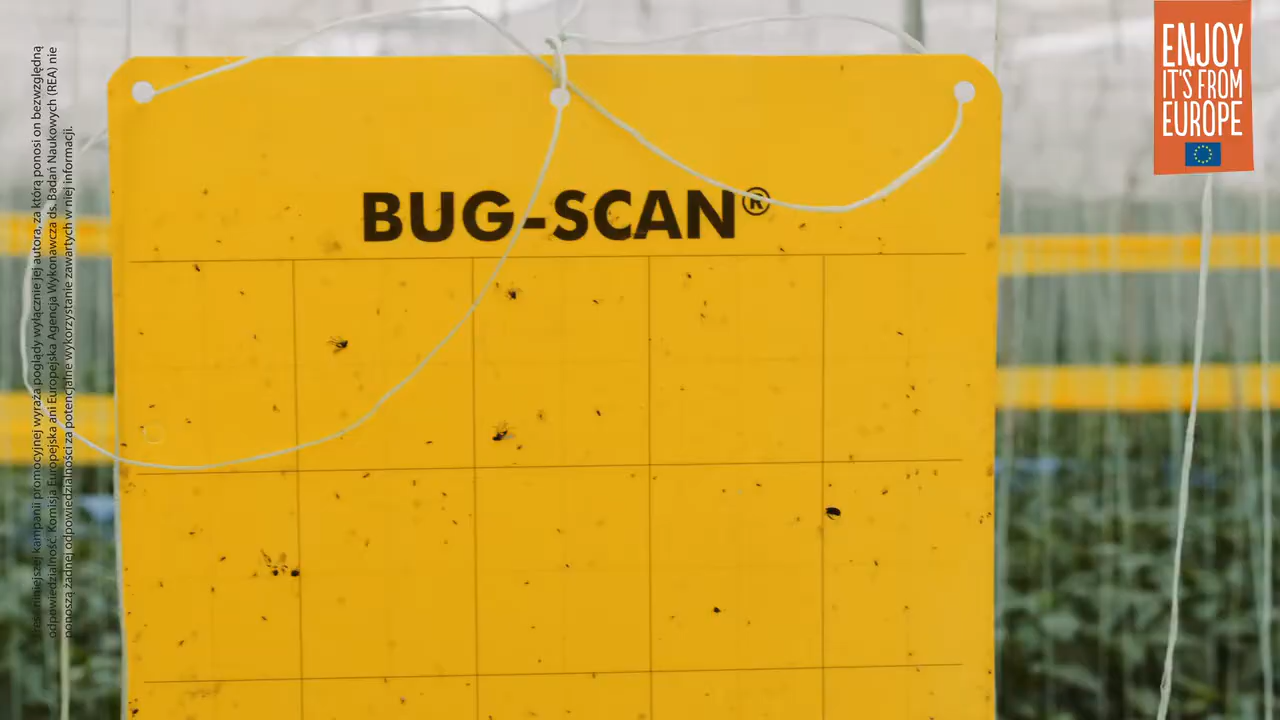 BUG-SCAN®
ENJOY
IT'S FROM
EUROPE
Treść niniejszej kampanii promocyjnej wyraża poglądy wyłącznie jej autora, za którą ponosi on bezwzględną
odpowiedzialność. Komisja Europejska ani Europejska Agencja Wykonawcza ds. Badań Naukowych (REA) nie
ponoszą żadnej odpowiedzialności za potencjalne wykorzystanie zawartych w niej informacji.